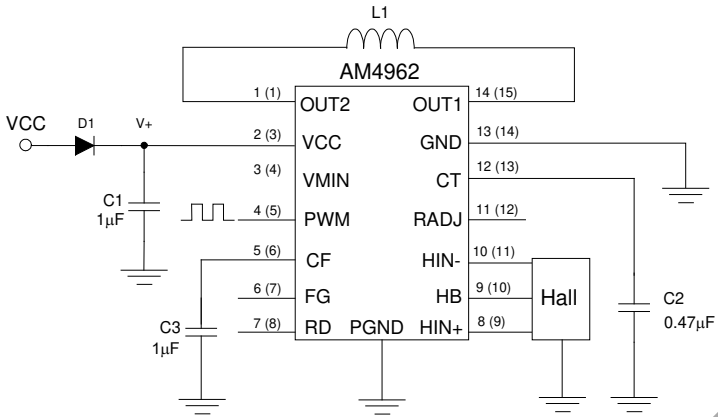 L1
AM4962
1 (1) OUT2 OUT1 14 (15)
VCC D1 V+ 2 (3) VCC GND 13 (14)
3 (4) VMIN CT 12 (13)
C1
1μF
4 (5) PWM RADJ 11 (12)
5 (6) CF HIN- 10 (11)
6 (7) FG HB 9 (10) Hall
C2
0.47μF
7 (8) RD PGND HIN+ 8 (9)
C3
1μF